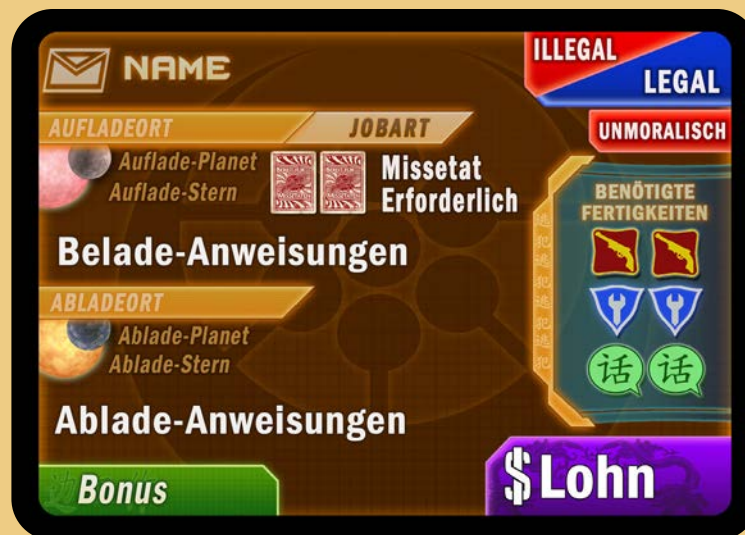 NAME
ILLEGAL
LEGAL
AUFLADEORT
JOBART
UNMORALISCH
Auflade-Planet
Auflade-Stern
Missetat
Erforderlich
BENÖTIGTE
FERTIGKEITEN
Belade-Anweisungen
ABLADEORT
Ablade-Planet
Ablade-Stern
话 话
Ablade-Anweisungen
Bonus
$Lohn